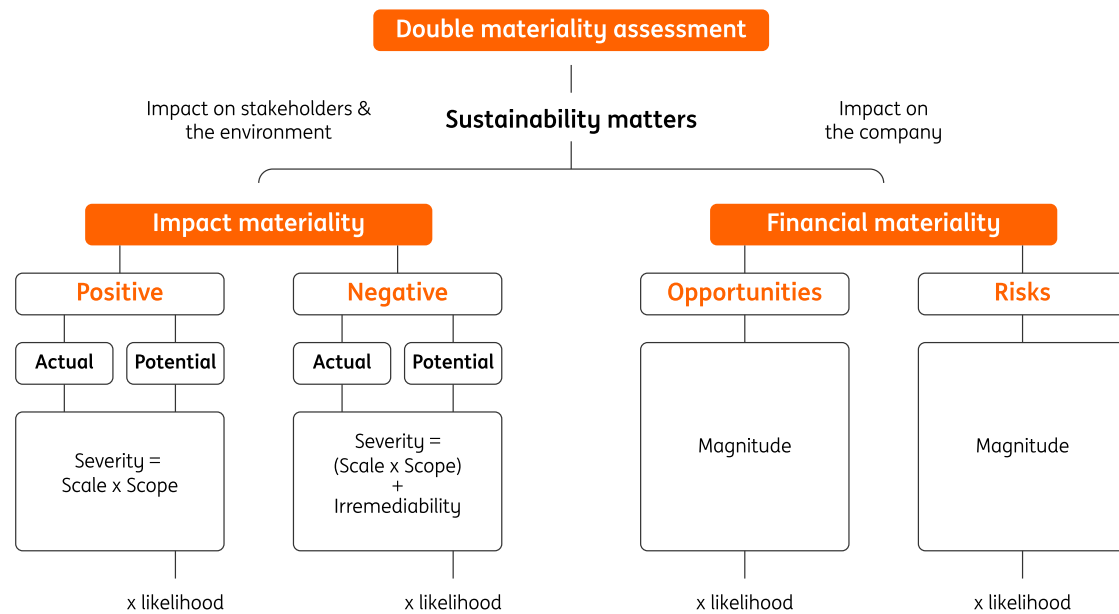 Double materiality assessment
Impact on stakeholders &
the environment
Sustainability matters
Impact on
the company
Impact materiality
Financial materiality
Positive
Negative
Opportunities
Risks
Actual
Potential
Actual
Potential
Severity =
Scale x Scope
Severity =
(Scale x Scope)
+
Irremediability
Magnitude
Magnitude
x likelihood
x likelihood
x likelihood
x likelihood